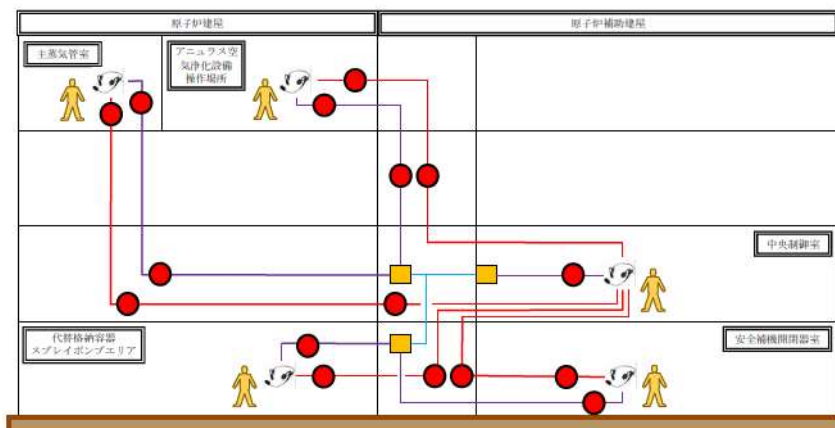 原子炉建屋
原子炉補助建屋
主蒸気管室
アニュラス空
気浄化設備
操作場所
中央制御室
代替格納容器
スプレイポンプエリア
安全補機開閉器室